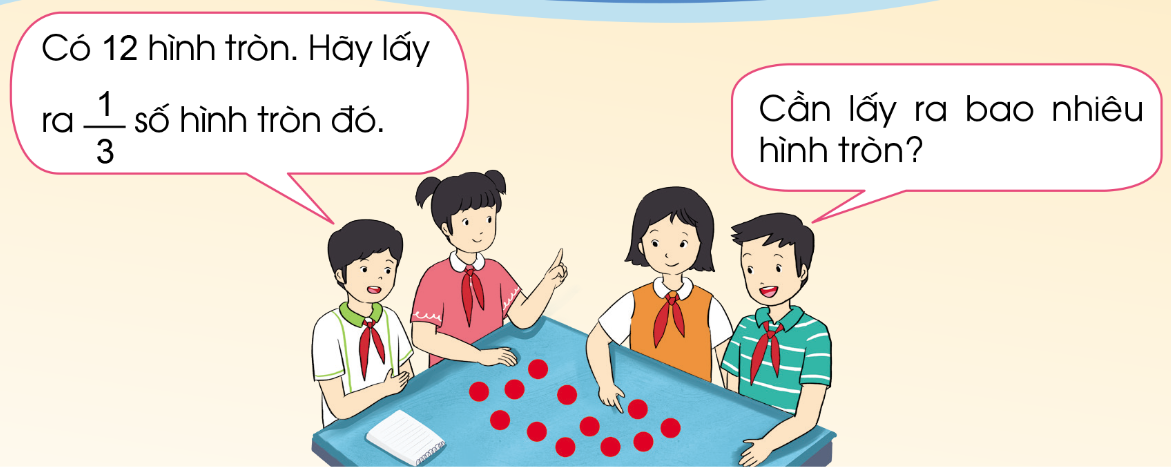 Có 12 hình tròn. Hãy lấy
ra 1/3 số hình tròn đó.
Cần lấy ra bao nhiêu
hình tròn?